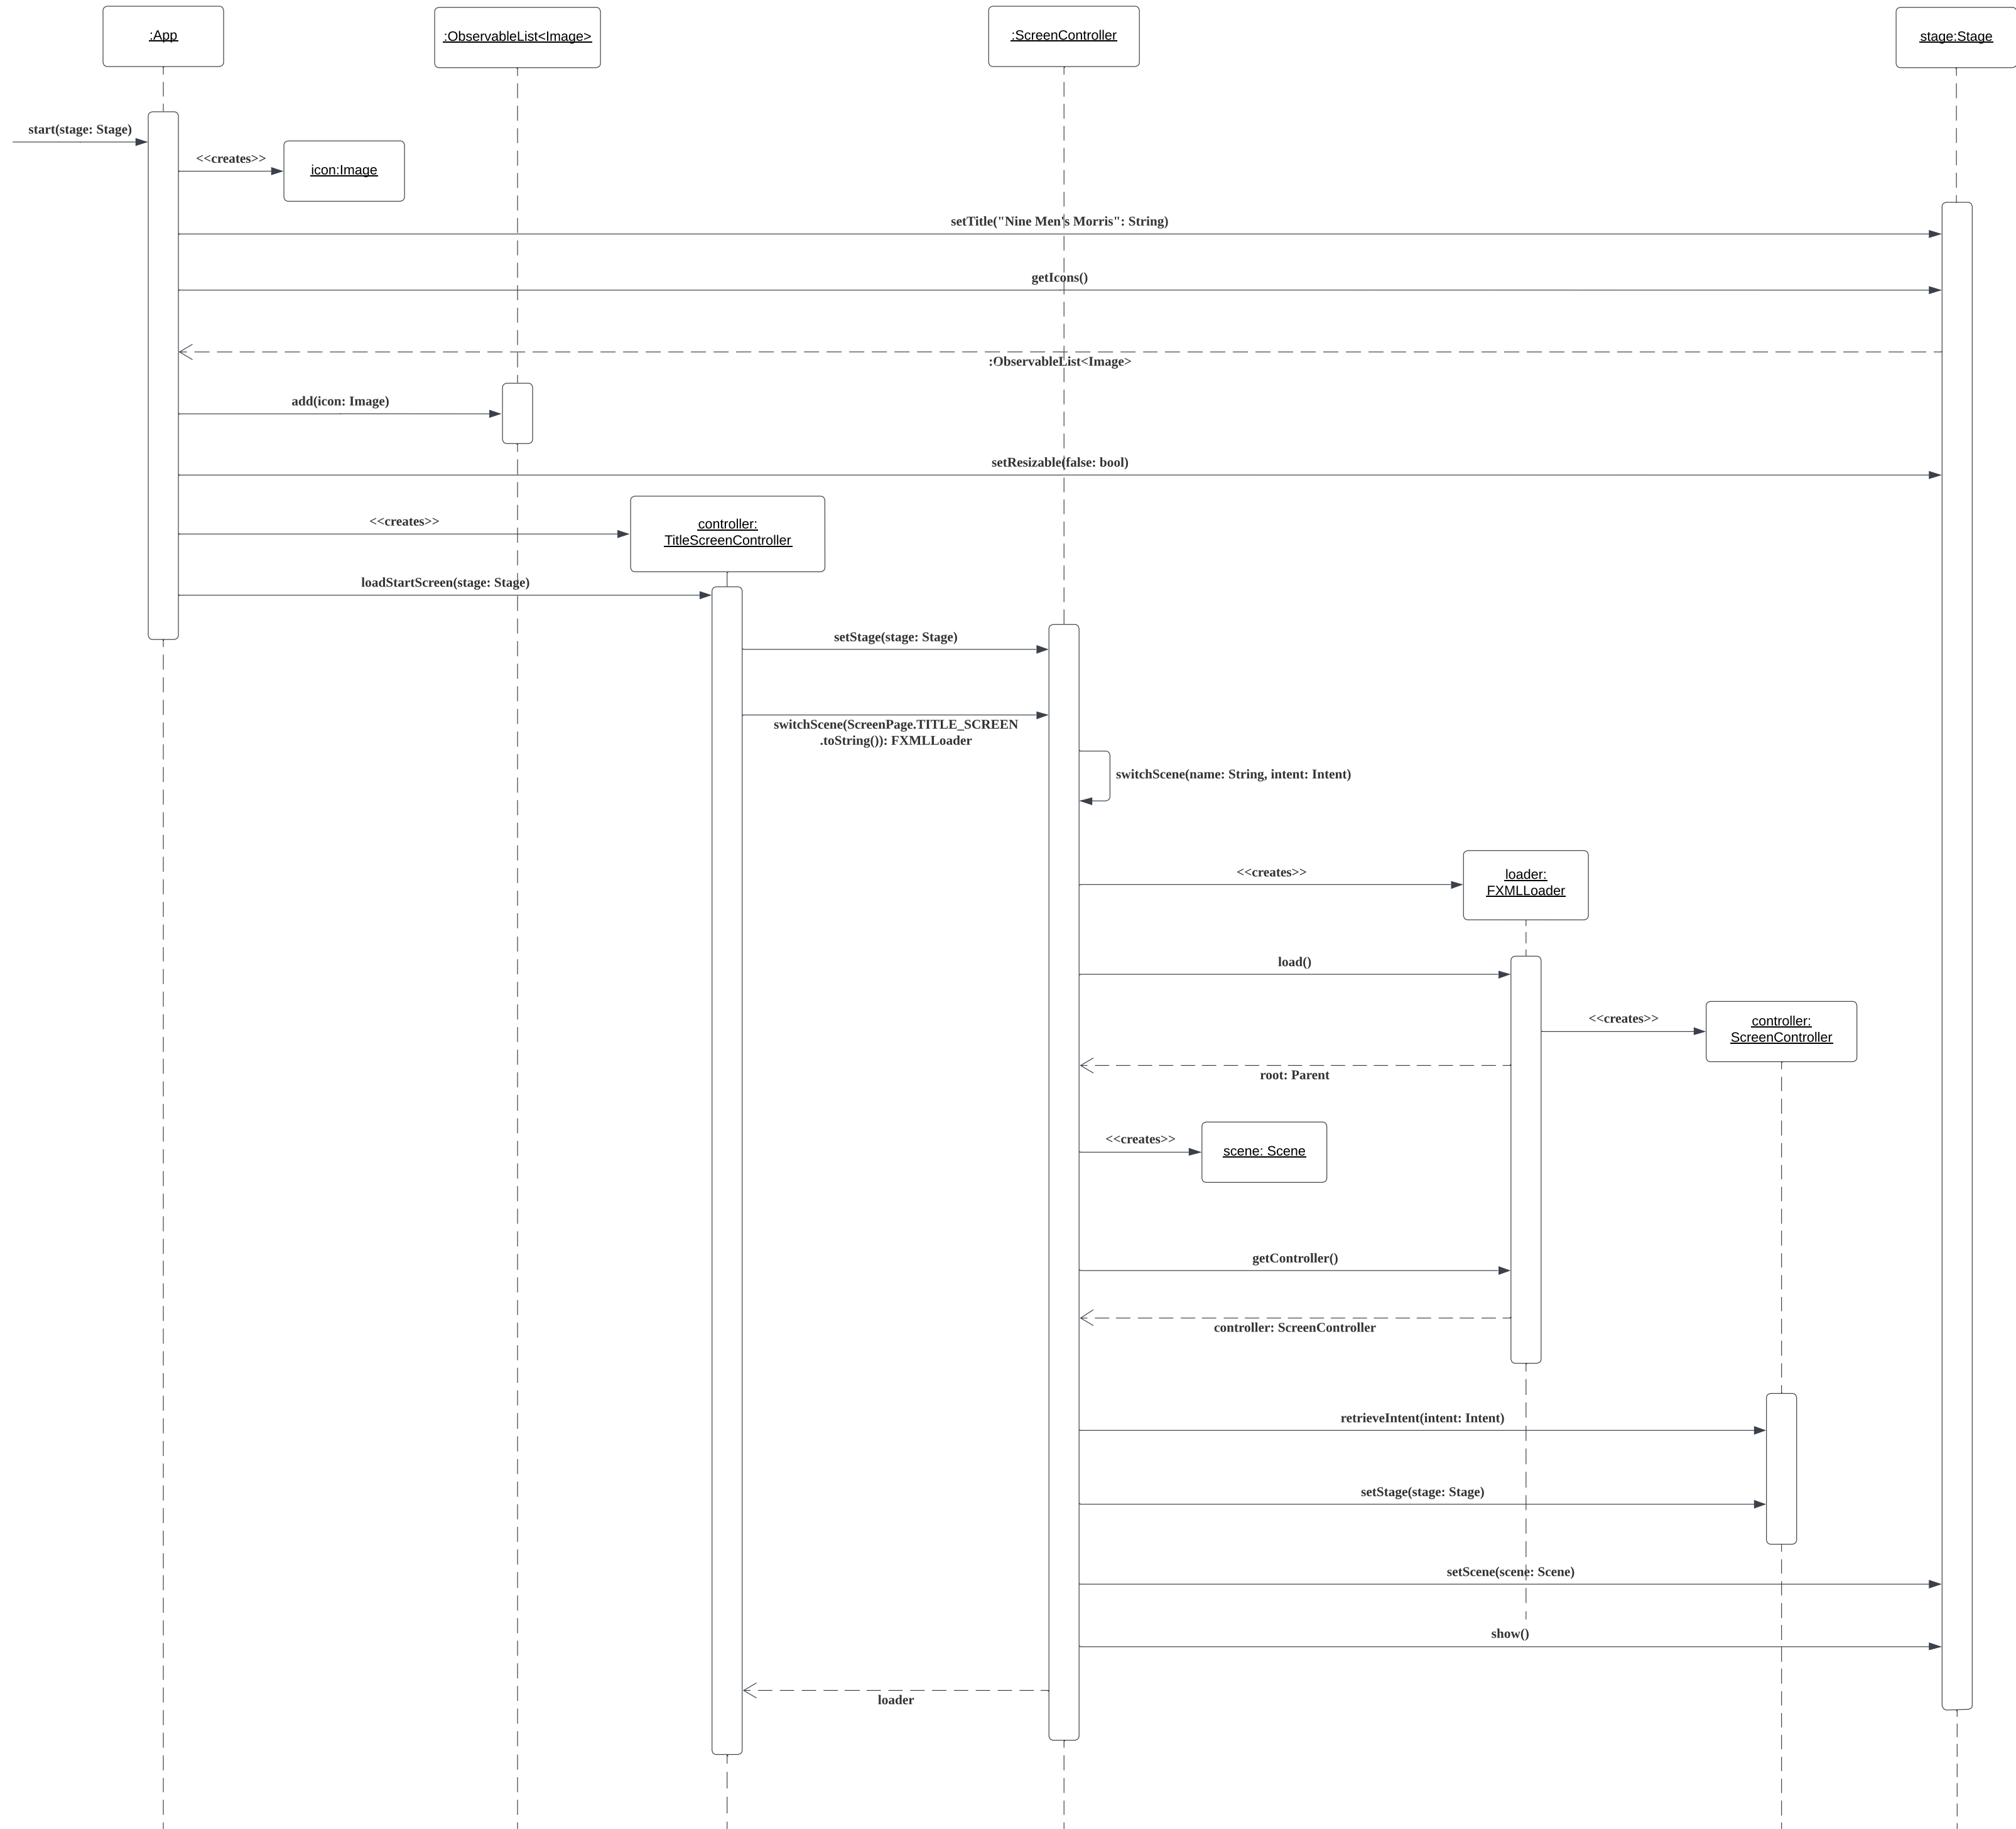 :App
:ObservableList<Image>
:ScreenController
stage:Stage
start(stage: Stage)
<<creates>>
icon:Image
setTitle("Nine Men's Morris": String)
getIcons()
:ObservableList<Image>
add(icon: Image)
setResizable(false: bool)
<<creates>>
controller:
TitleScreenController
loadStartScreen(stage: Stage)
setStage(stage: Stage)
switchScene(ScreenPage.TITLE_SCREEN
.toString()): FXMLLoader
switchScene(name: String, intent: Intent)
<<creates>>
loader:
FXMLLoader
load()
<<creates>>
controller:
ScreenController
root: Parent
<<creates>>
scene: Scene
getController()
controller: ScreenController
retrieveIntent(intent: Intent)
setStage(stage: Stage)
setScene(scene: Scene)
show()
loader